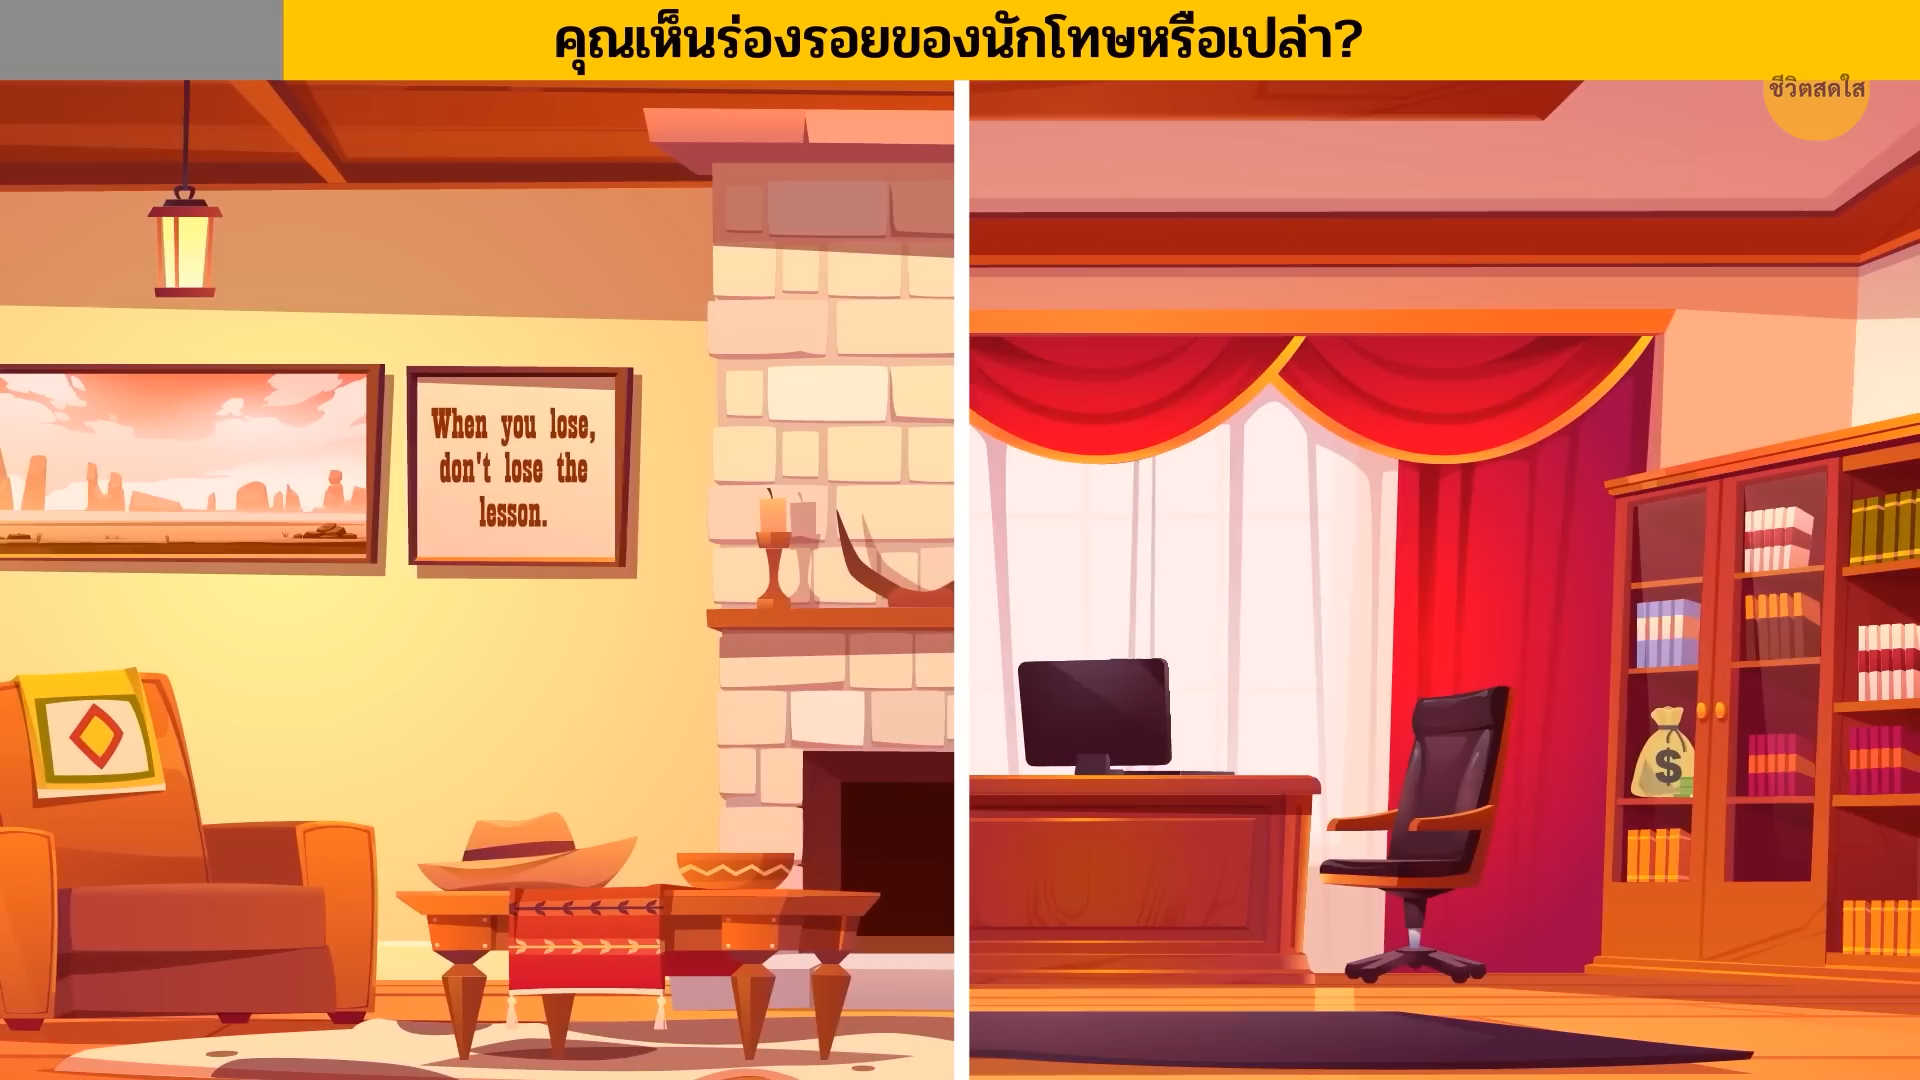 คุณเห็นร่องรอยของนักโทษหรือเปล่า?
ชีวิตสดใส
When you lose,
don't lose the
lesson.
$